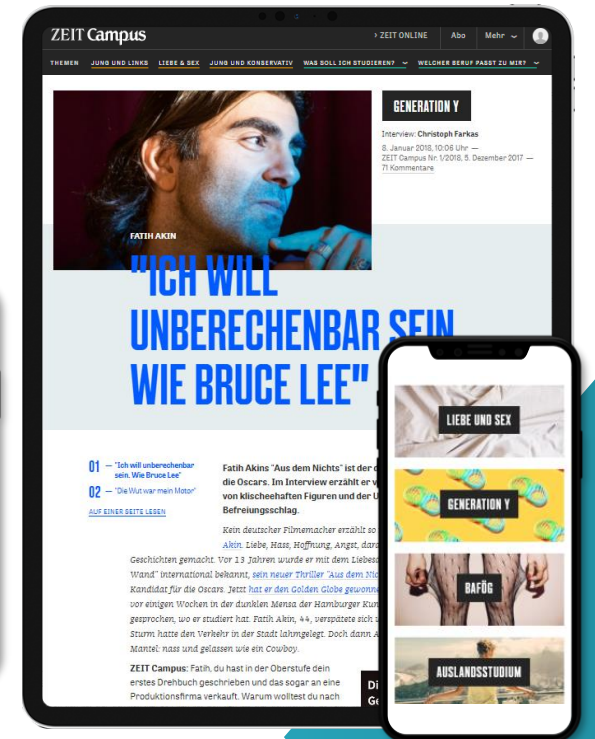 ZEIT Campus
› ZEIT ONLINE
Abo
Mehr
THEMEN
JUNG UND LINKS
LIEBE & SEX
JUNG UND KONSERVATIV
WAS SOLL ICH STUDIEREN?
WELCHER BERUF PASST ZU MIR?
GENERATION Y
Interview: Christoph Farkas
8. Januar 2018, 10:06 Uhr —
ZEIT Campus Nr. 1/2018, 5. Dezember 2017 —
71 Kommentare
FATIH AKIN
"ICH WILL
UNBERECHENBAR SEIN
WIE BRUCE LEE"
01 — "Ich will unberechenbar
sein. Wie Bruce Lee"
02 — "Die Wut war mein Motor"
AUF EINER SEITE LESEN
Fatih Akins "Aus dem Nichts" ist der
die Oscars. Im Interview erzählt er
von klischeehaften Figuren und der
Befreiungsschlag.
Kein deutscher Filmemacher erzählt so
Akin. Liebe, Hass, Hoffnung, Angst,
Geschichten gemacht. Vor 13 Jahren wurde er mit dem
Wand" international bekannt, sein neuer Thriller "Aus dem
Kandidat für die Oscars. Jetzt hat er den Golden Globe
vor einigen Wochen in der dunklen Mensa der Hamburger
gesprochen, wo er studiert hat. Fatih Akin, 44, verspätete sich
Sturm hatte den Verkehr in der Stadt lahmgelegt. Doch dann
Mantel: nass und gelassen wie ein Cowboy.
ZEIT Campus: Fatih, du hast in der Oberstufe dein
erstes Drehbuch geschrieben und das sogar an eine
Produktionsfirma verkauft. Warum wolltest du nach
LIEBE UND SEX
GENERATION Y
BAFÖG
AUSLANDSSTUDIUM